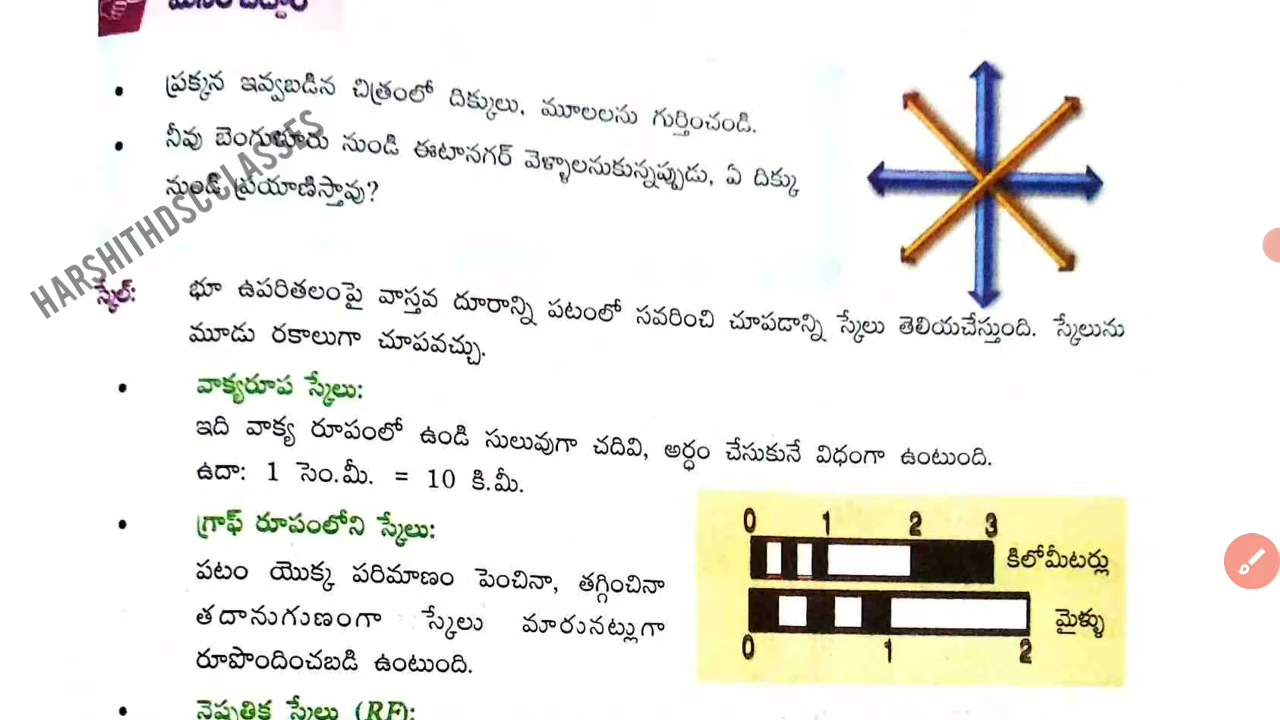 • ప్రక్కన ఇవ్వబడిన చిత్రంలో దిక్కులు, మూలలను గుర్తించండి.
• నీవు బెంగుళూరు నుండి ఈటానగర్ వెళ్ళాలనుకున్నప్పుడు, ఏ దిక్కు
నుండి ప్రయాణిస్తావు?
HARSHITHDSCCLASSES
స్కేల్: భూ ఉపరితలంపై వాస్తవ దూరాన్ని పటంలో సవరించి చూపడాన్ని స్కేలు తెలియచేస్తుంది. స్కేలును
మూడు రకాలుగా చూపవచ్చు.
• వాక్యరూప స్కేలు:
ఇది వాక్య రూపంలో ఉండి సులువుగా చదివి, అర్థం చేసుకునే విధంగా ఉంటుంది.
ఉదా: 1 సెం.మీ. = 10 కి.మీ.
• గ్రాఫ్ రూపంలోని స్కేలు:
పటం యొక్క పరిమాణం పెంచినా, తగ్గించినా
తదానుగుణంగా స్కేలు మారునట్లుగా
రూపొందించబడి ఉంటుంది.
0 1 2 3
కిలోమీటర్లు
మైళ్ళు
0 1 2
• స్కేలు (RF):